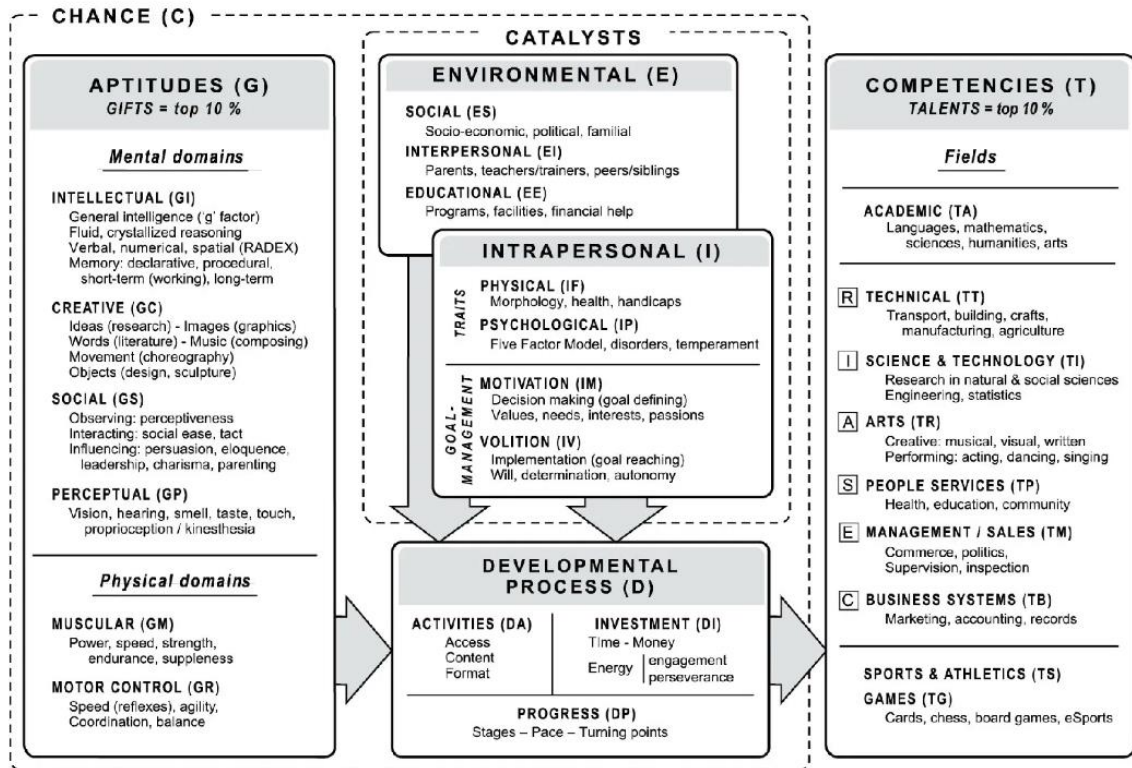 CHANCE (C)
CATALYSTS
APTITUDES (G)
GIFTS = top 10 %
Mental domains
INTELLECTUAL (GI)
General intelligence ('g' factor)
Fluid, crystallized reasoning
Verbal, numerical, spatial (RADEX)
Memory: declarative, procedural,
short-term (working), long-term
CREATIVE (GC)
Ideas (research) - Images (graphics)
Words (literature) - Music (composing)
Movement (choreography)
Objects (design, sculpture)
SOCIAL (GS)
Observing: perceptiveness
Interacting: social ease, tact
Influencing: persuasion, eloquence,
leadership, charisma, parenting
PERCEPTUAL (GP)
Vision, hearing, smell, taste, touch,
proprioception / kinesthesia
Physical domains
MUSCULAR (GM)
Power, speed, strength,
endurance, suppleness
MOTOR CONTROL (GR)
Speed (reflexes), agility,
Coordination, balance
ENVIRONMENTAL (E)
SOCIAL (ES)
Socio-economic, political, familial
INTERPERSONAL (EI)
Parents, teachers/trainers, peers/siblings
EDUCATIONAL (EE)
Programs, facilities, financial help
INTRAPERSONAL (I)
TRAITS
PHYSICAL (IF)
Morphology, health, handicaps
PSYCHOLOGICAL (IP)
Five Factor Model, disorders, temperament
GOAL-
MANAGEMENT
MOTIVATION (IM)
Decision making (goal defining)
Values, needs, interests, passions
VOLITION (IV)
Implementation (goal reaching)
Will, determination, autonomy
DEVELOPMENTAL
PROCESS (D)
ACTIVITIES (DA)
Access
Content
Format
INVESTMENT (DI)
TIme - Money
Energy
engagement
perseverance
PROGRESS (DP)
Stages – Pace – Turning points
COMPETENCIES (T)
TALENTS = top 10 %
Fields
ACADEMIC (TA)
Languages, mathematics,
sciences, humanities, arts
R TECHNICAL (TT)
Transport, building, crafts,
manufacturing, agriculture
I SCIENCE & TECHNOLOGY (TI)
Research in natural & social sciences
Engineering, statistics
A ARTS (TR)
Creative: musical, visual, written
Performing: acting, dancing, singing
S PEOPLE SERVICES (TP)
Health, education, community
E MANAGEMENT / SALES (TM)
Commerce, politics,
Supervision, inspection
C BUSINESS SYSTEMS (TB)
Marketing, accounting, records
SPORTS & ATHLETICS (TS)
GAMES (TG)
Cards, chess, board games, eSports